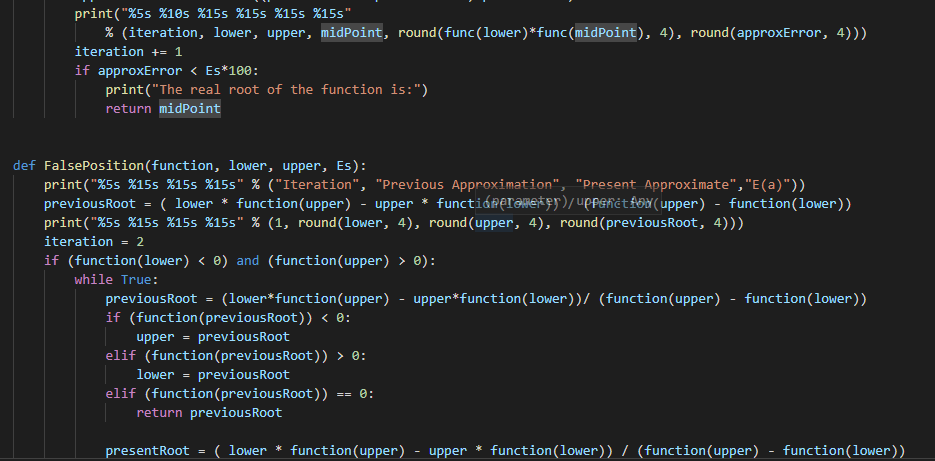 print("%5s %10s %15s %15s %15s %15s"
% (iteration, lower, upper, midPoint, round(func(lower)*func(midPoint), 4), round(approxError, 4)))
iteration += 1
if approxError < Es*100:
print("The real root of the function is:")
return midPoint
def FalsePosition(function, lower, upper, Es):
print("%5s %15s %15s %15s" % ("Iteration", "Previous Approximation", "Present Approximate","E(a)"))
previousRoot = ( lower * function(upper) - upper * function(lower)) / (function(upper) - function(lower))
(parameter) upper: Any
print("%5s %15s %15s %15s" % (1, round(lower, 4), round(upper, 4), round(previousRoot, 4)))
iteration = 2
if (function(lower) < 0) and (function(upper) > 0):
while True:
previousRoot = (lower*function(upper) - upper*function(lower))/ (function(upper) - function(lower))
if (function(previousRoot)) < 0:
upper = previousRoot
elif (function(previousRoot)) > 0:
lower = previousRoot
elif (function(previousRoot)) == 0:
return previousRoot
presentRoot = ( lower * function(upper) - upper * function(lower)) / (function(upper) - function(lower))